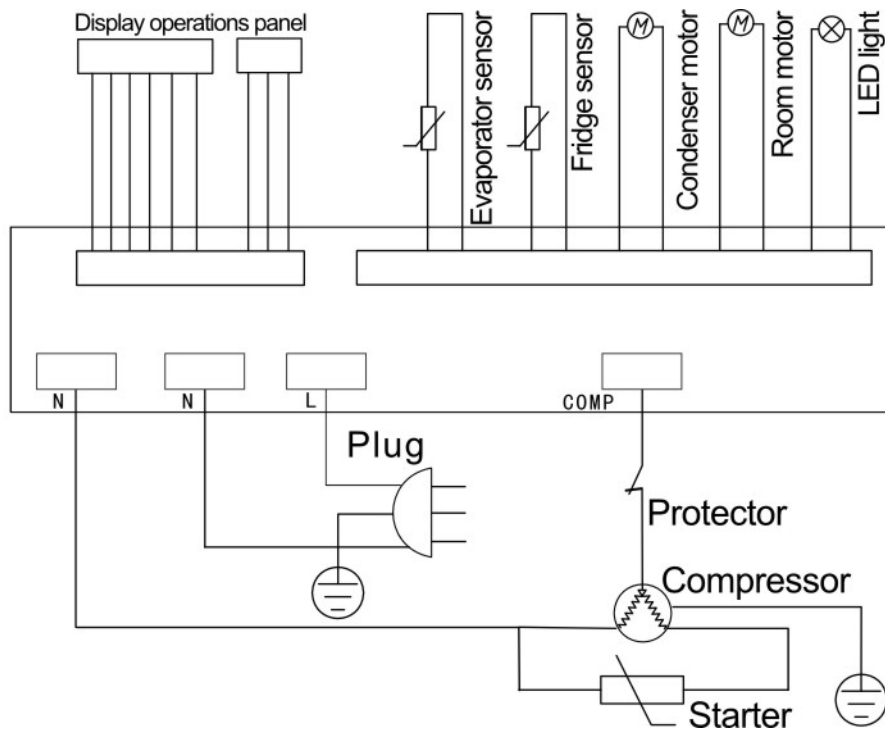 Display operations panel
Evaporator sensor
Fridge sensor
Condenser motor
Room motor
LED light
M
M
N
N
L
COMP
Plug
Protector
Compressor
Starter